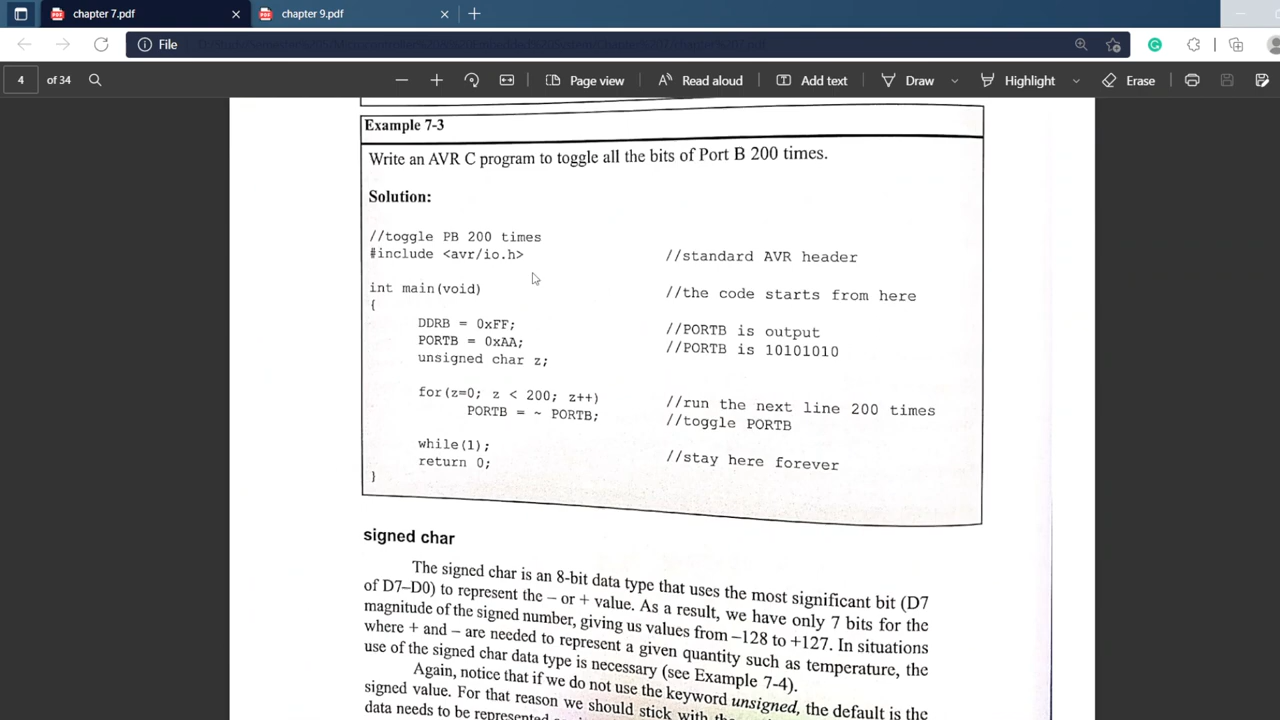 chapter 7.pdf
chapter 9.pdf
File
4 of 34
Page view
Read aloud
Add text
Draw
Highlight
Erase
Example 7-3
Write an AVR C program to toggle all the bits of Port B 200 times.
Solution:
//toggle PB 200 times
#include <avr/io.h> //standard AVR header
int main(void) //the code starts from here
{
DDRB = 0xFF; //PORTB is output
PORTB = 0xAA; //PORTB is 10101010
unsigned char z;
for(z=0; z < 200; z++) //run the next line 200 times
PORTB = ~ PORTB; //toggle PORTB
while(1); //stay here forever
return 0;
}
signed char
The signed char is an 8-bit data type that uses the most significant bit (D7
of D7–D0) to represent the – or + value. As a result, we have only 7 bits for the
magnitude of the signed number, giving us values from –128 to +127. In situations
where + and – are needed to represent a given quantity such as temperature, the
use of the signed char data type is necessary (see Example 7-4).
Again, notice that if we do not use the keyword unsigned, the default is the
signed value. For that reason we should stick with the
data needs to be represented